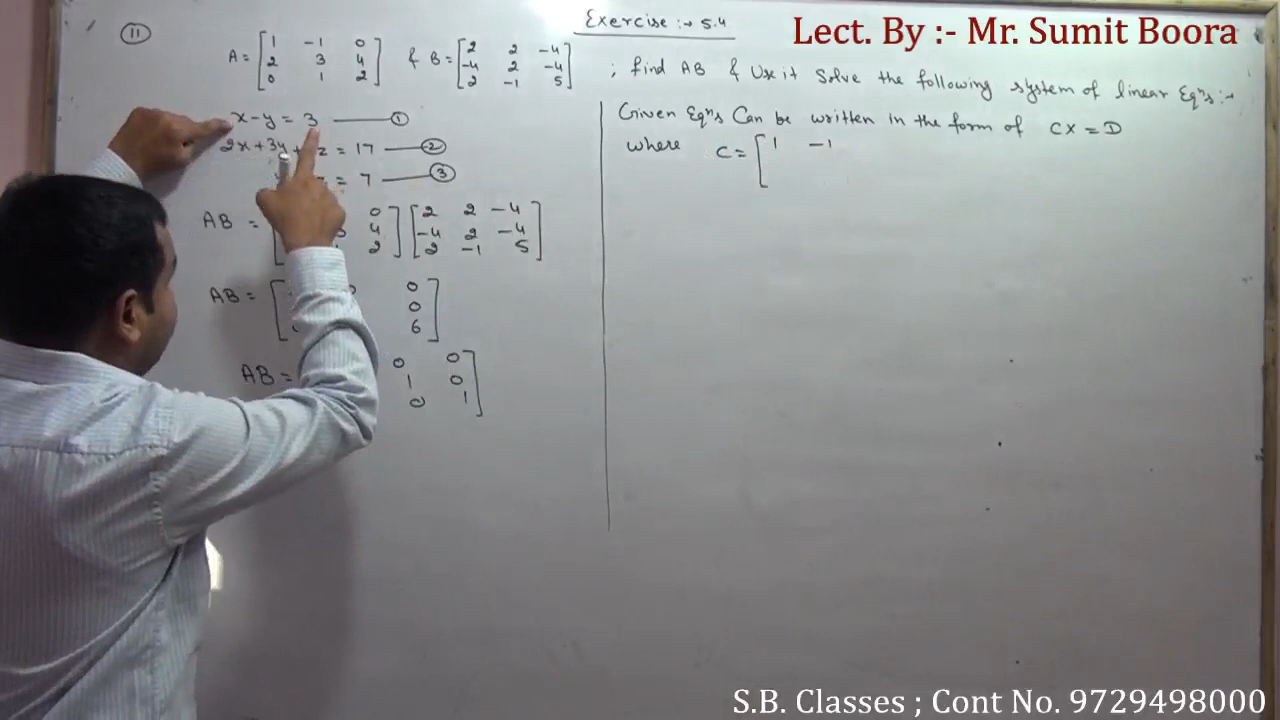 Exercise :- 5.4
Lect. By :- Mr. Sumit Boora
(11)
A = [ 1 -1 0
2 3 4
0 1 2 ] & B = [ 2 2 -4
-4 2 -4
2 -1 5 ] ; find AB & Use it Solve the following system of linear Eqns :-
x - y = 3 (1)
2x + 3y + z = 17 (2)
= 7 (3)
AB = [ 0
4
2 ] [ 2 2 -4
-4 2 -4
2 -1 5 ]
AB = [ 0
0
6 ]
AB = 0 0
1 0
0 1 ]
Given Eqns Can be written in the form of CX = D
where C = [ 1 -1
S.B. Classes ; Cont No. 9729498000